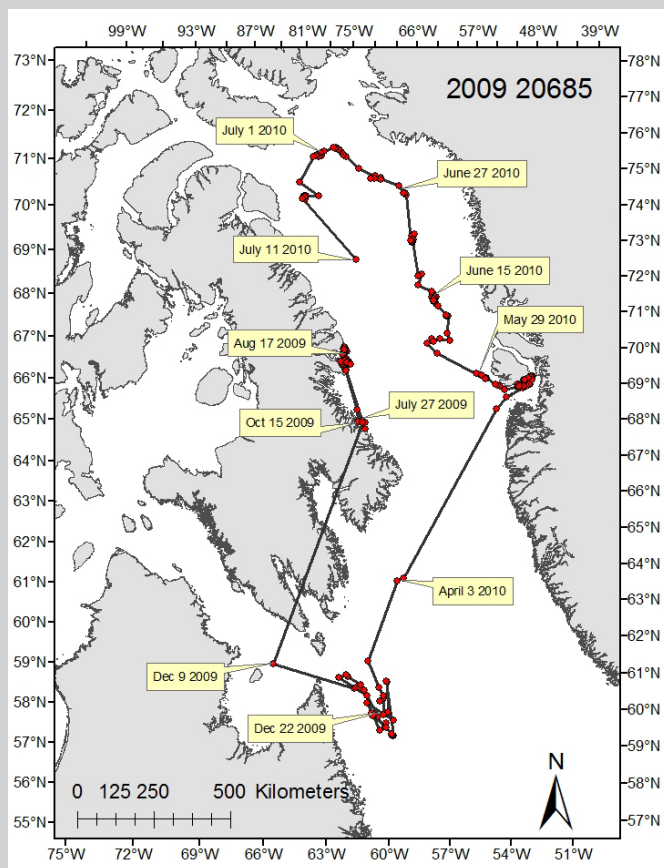 99°W 93°W 87°W 81°W 75°W 66°W 57°W 48°W 39°W
73°N
78°N
2009 20685
72°N
77°N
July 1 2010
76°N
71°N
75°N
June 27 2010
70°N
74°N
July 11 2010
69°N
73°N
June 15 2010
68°N
72°N
May 29 2010
71°N
67°N
Aug 17 2009
70°N
66°N
69°N
July 27 2009
Oct 15 2009
65°N
68°N
64°N
67°N
63°N
66°N
62°N
65°N
61°N
April 3 2010
64°N
63°N
60°N
62°N
59°N
Dec 9 2009
61°N
58°N
Dec 22 2009
60°N
57°N
59°N
56°N
N
58°N
0 125 250 500 Kilometers
55°N
57°N
75°W 72°W 69°W 66°W 63°W 60°W 57°W 54°W 51°W